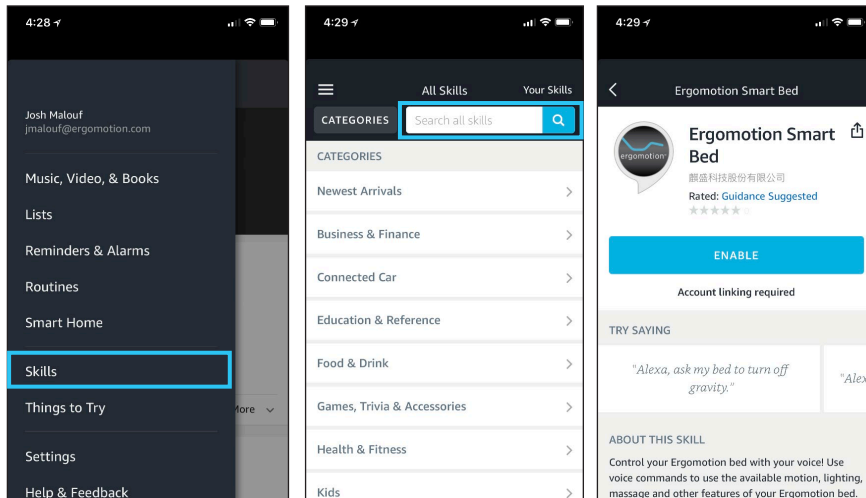 4:28
Josh Malouf
jmalouf@ergomotion.com
Music, Video, & Books
Lists
Reminders & Alarms
Routines
Smart Home
Skills
Things to Try
More
Settings
Help & Feedback
4:29
All Skills
Your Skills
CATEGORIES
Search all skills
CATEGORIES
Newest Arrivals
Business & Finance
Connected Car
Education & Reference
Food & Drink
Games, Trivia & Accessories
Health & Fitness
Kids
4:29
Ergomotion Smart Bed
ergomotion
Ergomotion Smart
Bed
麒盛科技股份有限公司
Rated: Guidance Suggested
ENABLE
Account linking required
TRY SAYING
"Alexa, ask my bed to turn off
gravity."
"Alex
ABOUT THIS SKILL
Control your Ergomotion bed with your voice! Use
voice commands to use the available motion, lighting,
massage and other features of your Ergomotion bed.